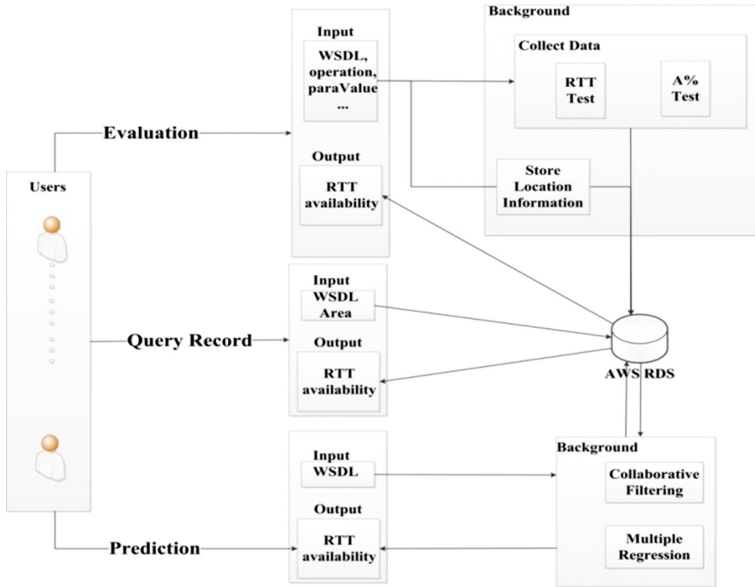 Users
Evaluation
Query Record
Prediction
Input
WSDL,
operation,
paraValue
...
Output
RTT
availability
Input
WSDL
Area
Output
RTT
availability
Input
WSDL
Output
RTT
availability
Background
Collect Data
RTT
Test
A%
Test
Store
Location
Information
AWS RDS
Background
Collaborative
Filtering
Multiple
Regression